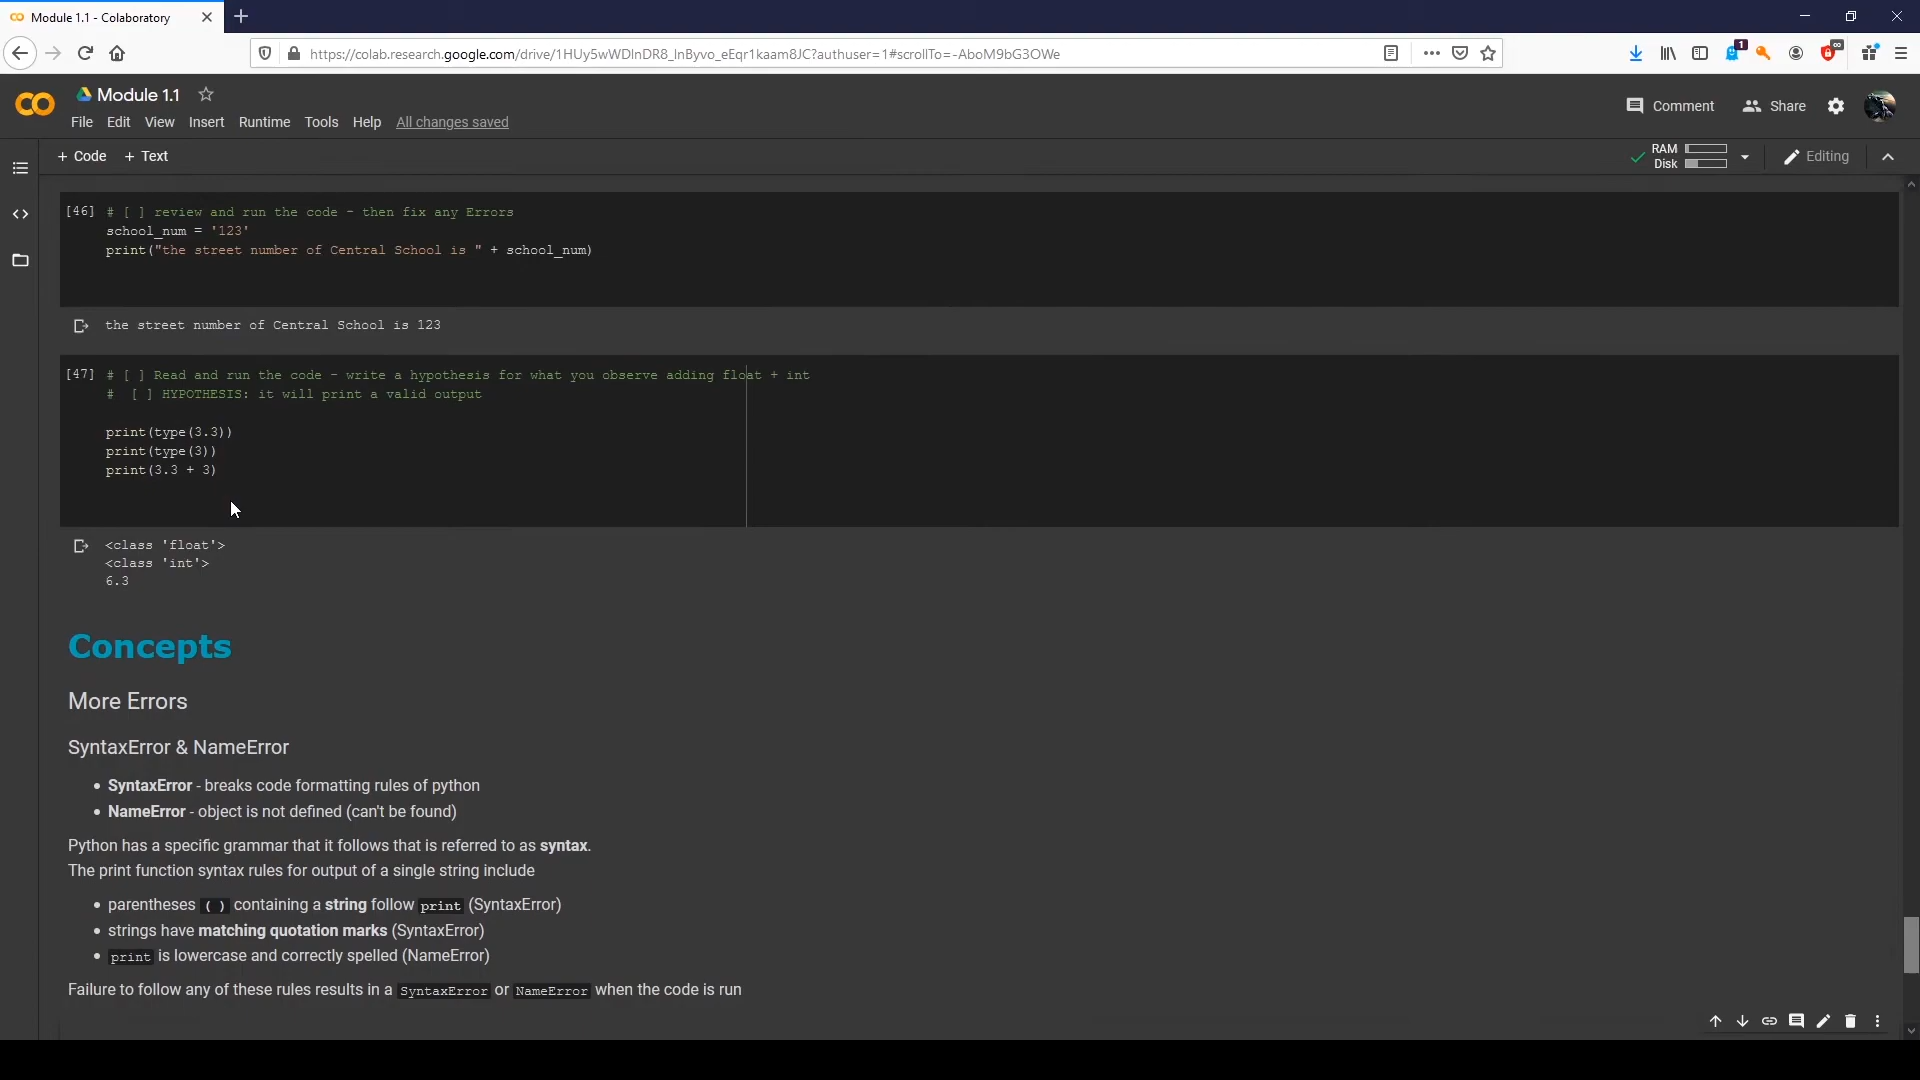 Module 1.1 - Colaboratory
https://colab.research.google.com/drive/1HUy5wWDlnDR8_lnByvo_eEqr1kaam8JC?authuser=1#scrollTo=-AboM9bG3OWe
1
∞
Module 1.1
Comment
Share
File Edit View Insert Runtime Tools Help All changes saved
+ Code + Text
RAM
Disk
Editing
[46] # [ ] review and run the code - then fix any Errors
school_num = '123'
print("the street number of Central School is " + school_num)
the street number of Central School is 123
[47] # [ ] Read and run the code - write a hypothesis for what you observe adding float + int
#  [ ] HYPOTHESIS: it will print a valid output
print(type(3.3))
print(type(3))
print(3.3 + 3)
<class 'float'>
<class 'int'>
6.3
Concepts
More Errors
SyntaxError & NameError
• SyntaxError - breaks code formatting rules of python
• NameError - object is not defined (can't be found)
Python has a specific grammar that it follows that is referred to as syntax.
The print function syntax rules for output of a single string include
• parentheses ( ) containing a string follow print (SyntaxError)
• strings have matching quotation marks (SyntaxError)
• print is lowercase and correctly spelled (NameError)
Failure to follow any of these rules results in a SyntaxError or NameError when the code is run